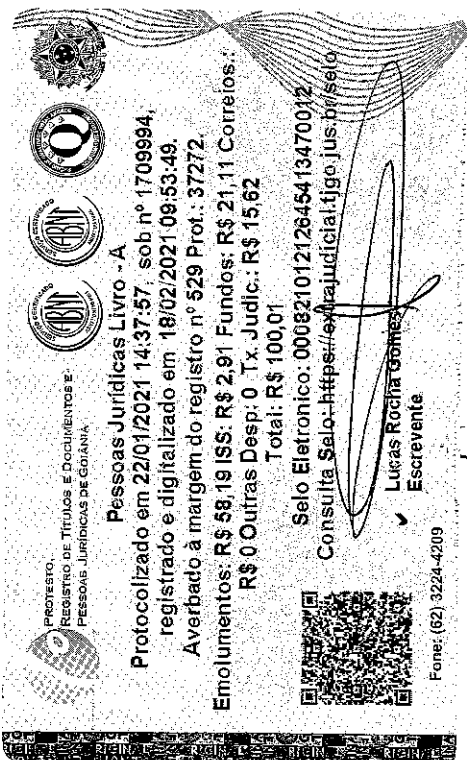 PROTESTO,
REGISTRO DE TÍTULOS E DOCUMENTOS E
PESSOAS JURÍDICAS DE GOIÂNIA
ABNT
ABNT
Q
Pessoas Jurídicas Livro - A
Protocolizado em 22/01/2021 14:37:57, sob nº 1709994,
registrado e digitalizado em 18/02/2021 09:53:49.
Averbado à margem do registro nº 529 Prot.: 37272.
Emolumentos: R$ 58,19 ISS: R$ 2,91 Fundos: R$ 21,11 Correios.:
R$ 0 Outras Desp: 0 Tx. Judic.: R$ 15,62
Total: R$ 100,01
Selo Eletronico: 00082101212645413470012
Consulta Selo: https://extrajudicial.tjgo.jus.br/selo
Lucas Rocha Gomes
Escrevente
Fone: (62) 3224-4209